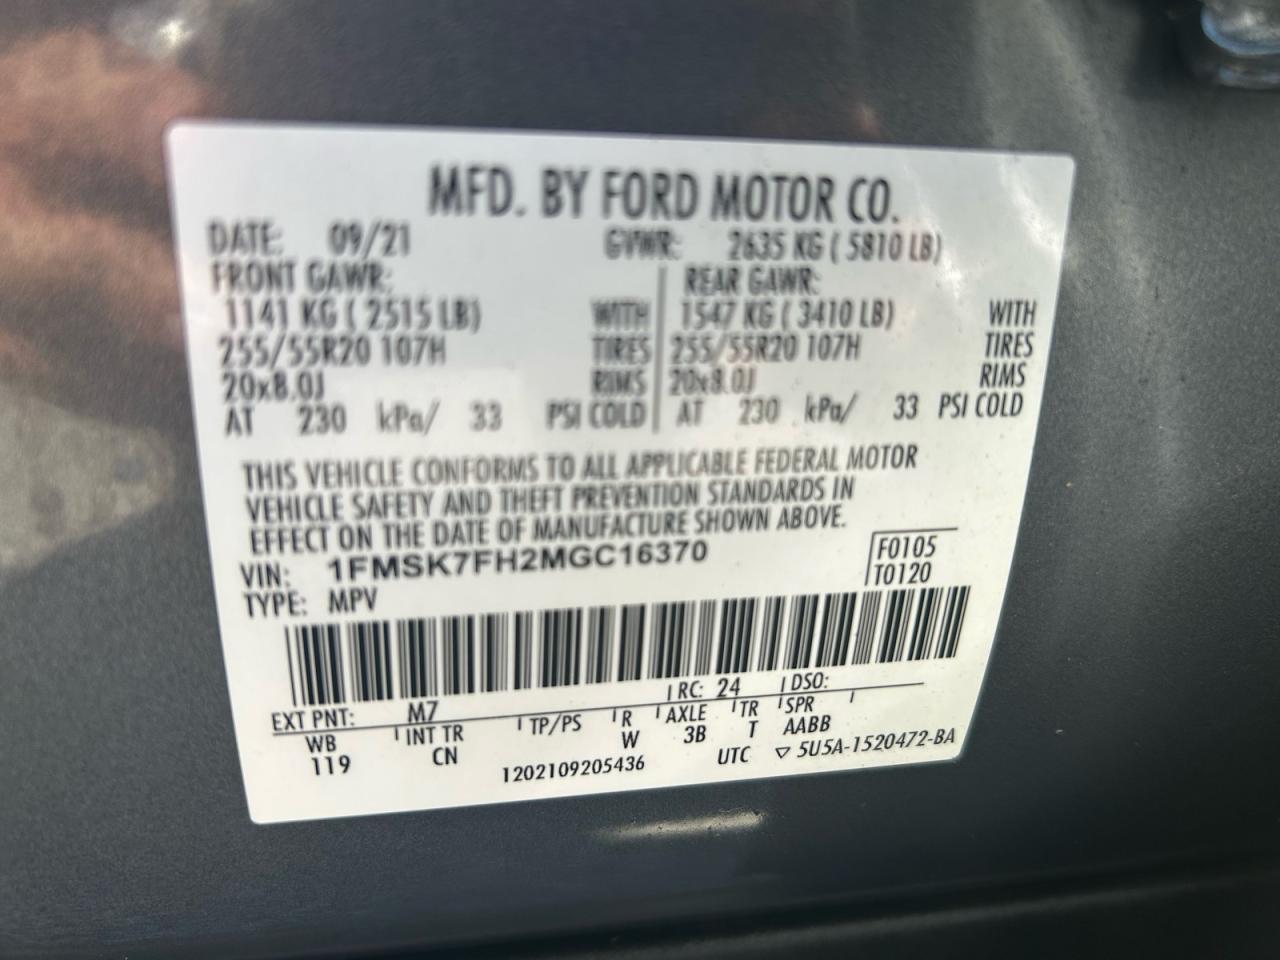 MFD. BY FORD MOTOR CO.
DATE: 09/21 GVWR: 2635 KG ( 5810 LB)
FRONT GAWR: REAR GAWR:
1141 KG ( 2515 LB) WITH 1547 KG ( 3410 LB) WITH
255/55R20 107H TIRES 255/55R20 107H TIRES
20x8.0J RIMS 20x8.0J RIMS
AT 230 kPa/ 33 PSI COLD AT 230 kPa/ 33 PSI COLD
THIS VEHICLE CONFORMS TO ALL APPLICABLE FEDERAL MOTOR
VEHICLE SAFETY AND THEFT PREVENTION STANDARDS IN
EFFECT ON THE DATE OF MANUFACTURE SHOWN ABOVE.
VIN: 1FMSK7FH2MGC16370 F0105
TYPE: MPV T0120
EXT PNT: M7 RC: 24 DSO:
WB INT TR TP/PS R AXLE TR SPR
119 CN W 3B T AABB
1202109205436 UTC ▽ 5U5A-1520472-BA